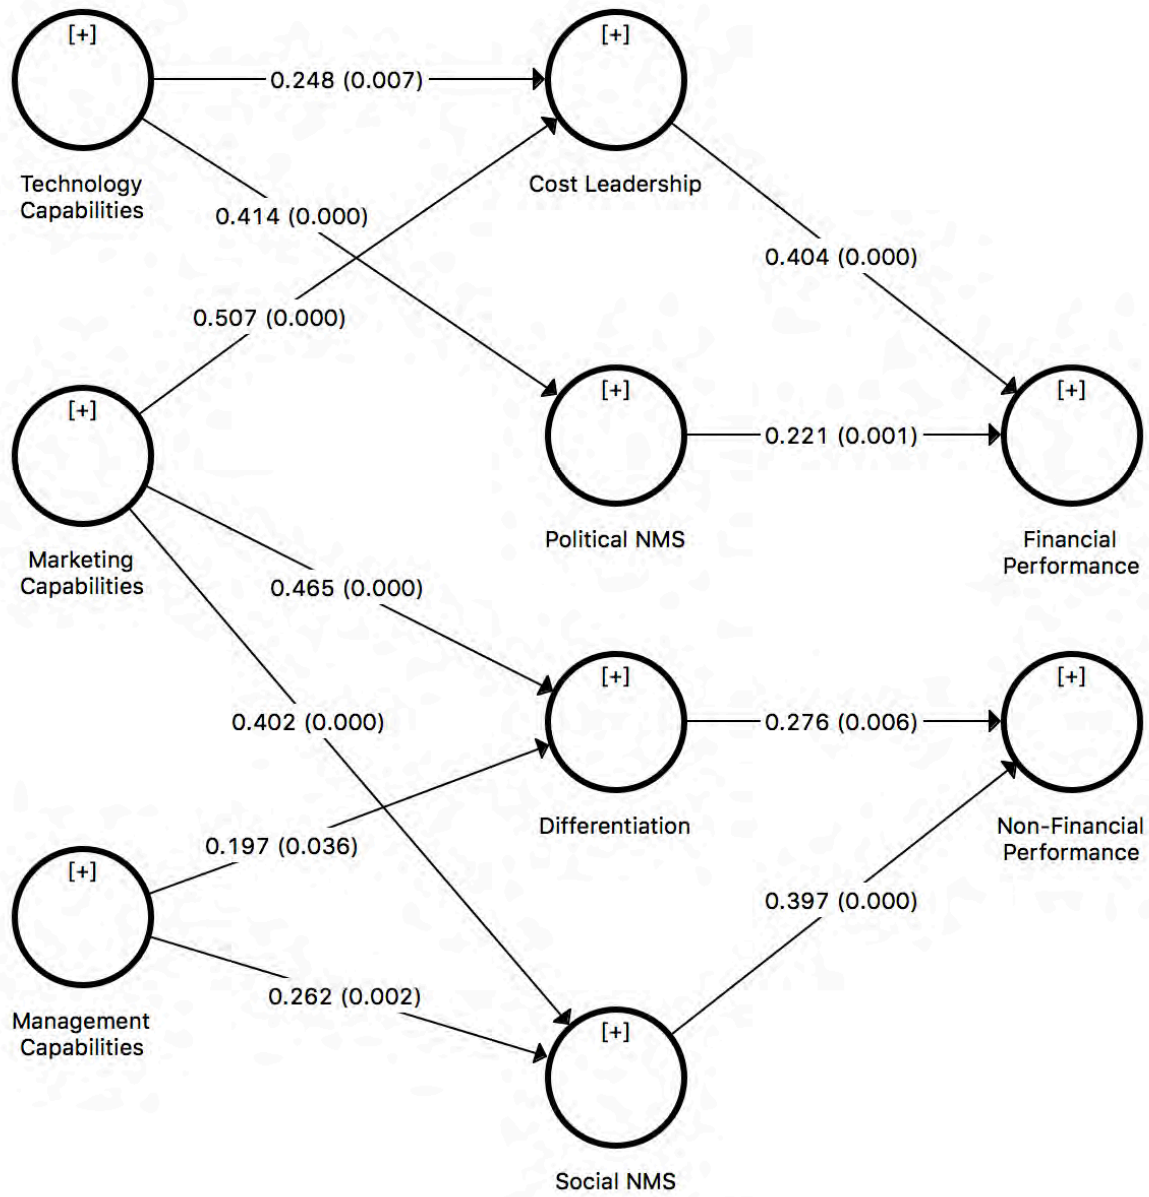 [+]
[+]
0.248 (0.007)
Technology
Capabilities
Cost Leadership
0.414 (0.000)
0.404 (0.000)
0.507 (0.000)
[+]
[+]
[+]
0.221 (0.001)
Marketing
Capabilities
Political NMS
Financial
Performance
0.465 (0.000)
[+]
[+]
0.402 (0.000)
0.276 (0.006)
Differentiation
Non-Financial
Performance
0.197 (0.036)
[+]
0.397 (0.000)
0.262 (0.002)
Management
Capabilities
[+]
Social NMS